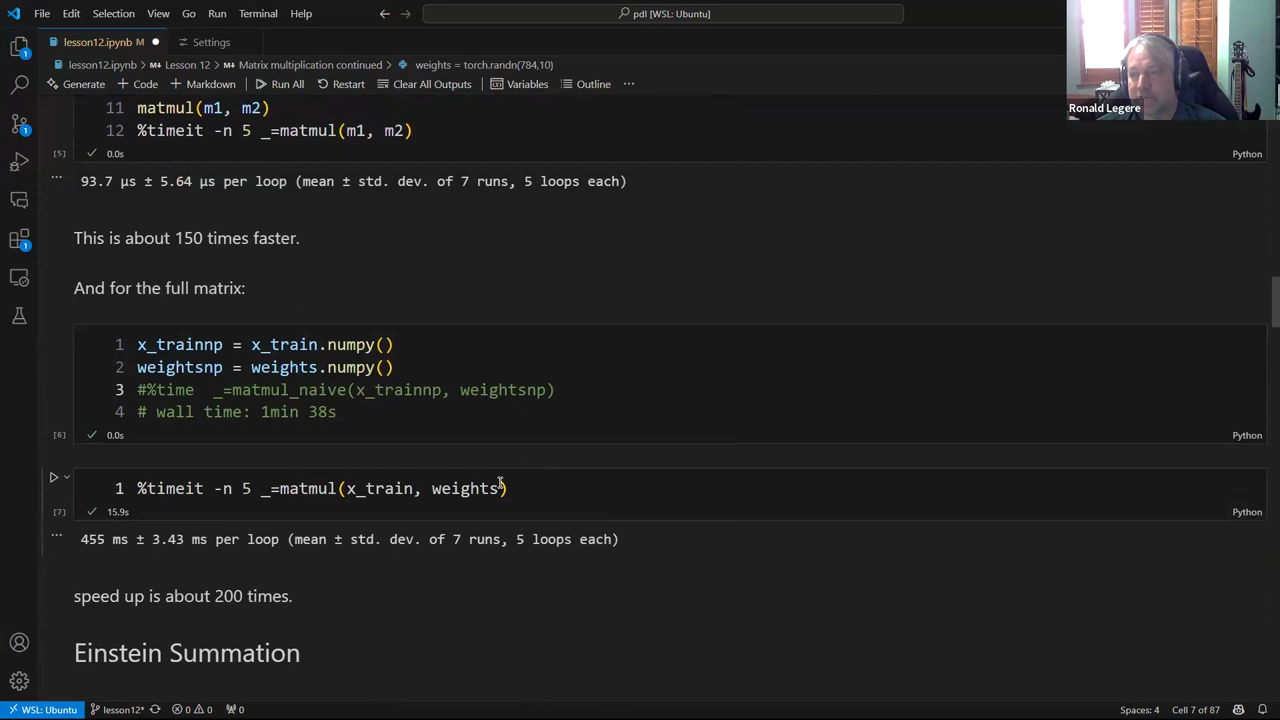 File Edit Selection View Go Run Terminal Help
pdl [WSL: Ubuntu]
lesson12.ipynb M
Settings
lesson12.ipynb > Lesson 12 > Matrix multiplication continued > weights = torch.randn(784,10)
Generate + Code + Markdown Run All Restart Clear All Outputs Variables Outline ...
Ronald Legere
11 matmul(m1, m2)
12 %timeit -n 5 _=matmul(m1, m2)
[5] 0.0s Python
93.7 µs ± 5.64 µs per loop (mean ± std. dev. of 7 runs, 5 loops each)
This is about 150 times faster.
And for the full matrix:
1 x_trainnp = x_train.numpy()
2 weightsnp = weights.numpy()
3 #%time _=matmul_naive(x_trainnp, weightsnp)
4 # wall time: 1min 38s
[6] 0.0s Python
1 %timeit -n 5 _=matmul(x_train, weights)
[7] 15.9s Python
455 ms ± 3.43 ms per loop (mean ± std. dev. of 7 runs, 5 loops each)
speed up is about 200 times.
Einstein Summation
WSL: Ubuntu lesson12* 0 0 0 Spaces: 4 Cell 7 of 87